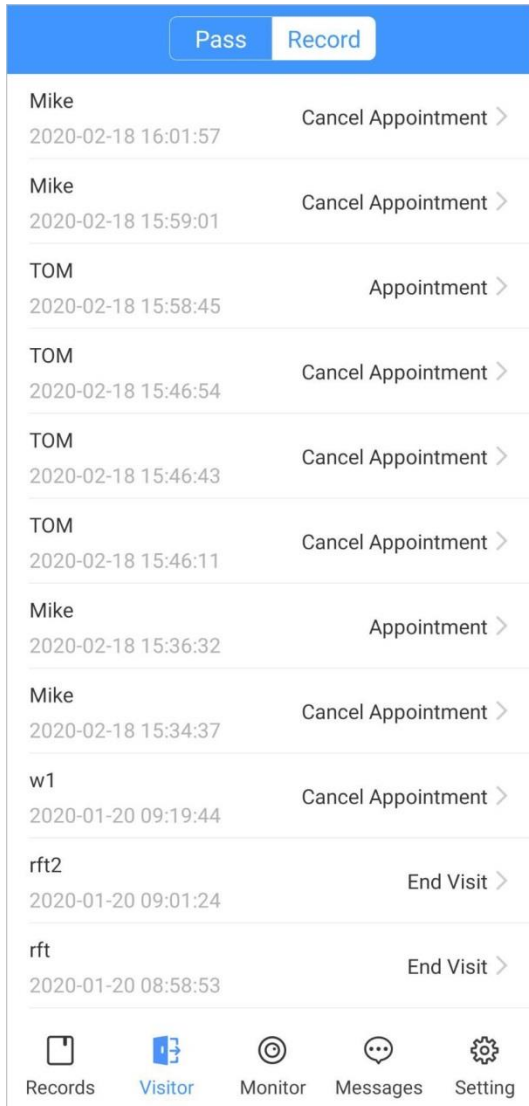 Pass Record
Mike
Cancel Appointment
2020-02-18 16:01:57
Mike
Cancel Appointment
2020-02-18 15:59:01
TOM
Appointment
2020-02-18 15:58:45
TOM
Cancel Appointment
2020-02-18 15:46:54
TOM
Cancel Appointment
2020-02-18 15:46:43
TOM
Cancel Appointment
2020-02-18 15:46:11
Mike
Appointment
2020-02-18 15:36:32
Mike
Cancel Appointment
2020-02-18 15:34:37
w1
Cancel Appointment
2020-01-20 09:19:44
rft2
End Visit
2020-01-20 09:01:24
rft
End Visit
2020-01-20 08:58:53
Records Visitor Monitor Messages Setting